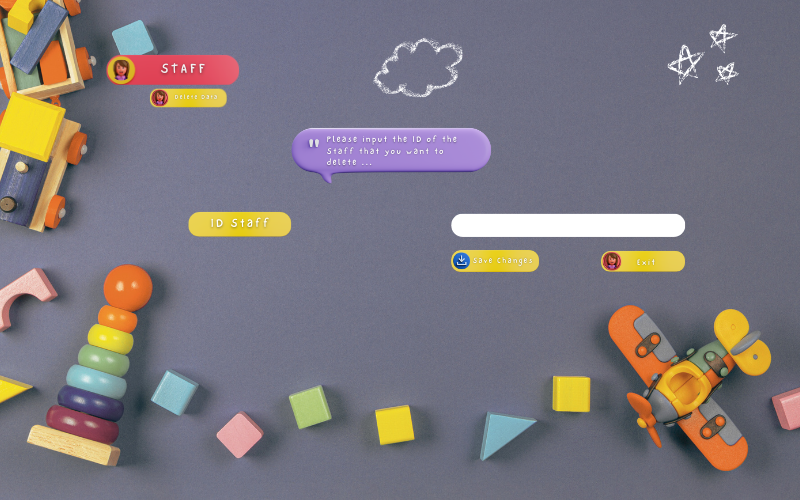 STAFF
Delete Data
" Please input the ID of the
Staff that you want to
delete ...
ID Staff
Save Changes
Exit